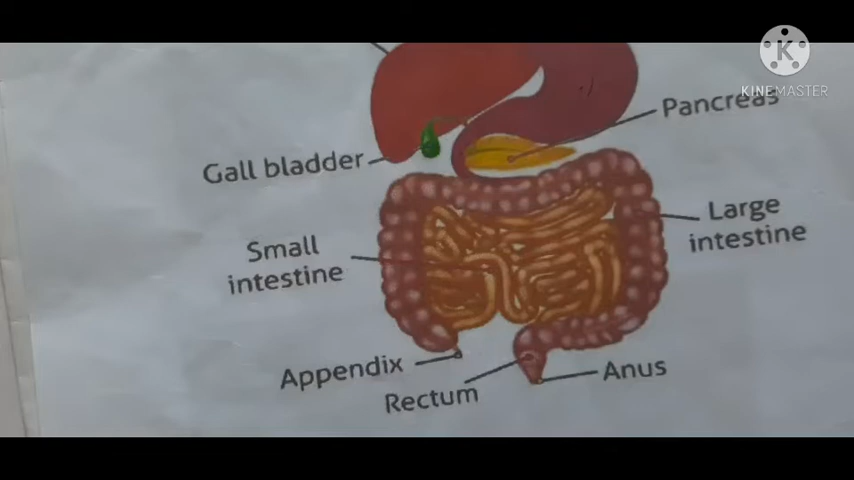 KINEMASTER
Pancreas
Gall bladder
Large
intestine
Small
intestine
Appendix
Rectum
Anus